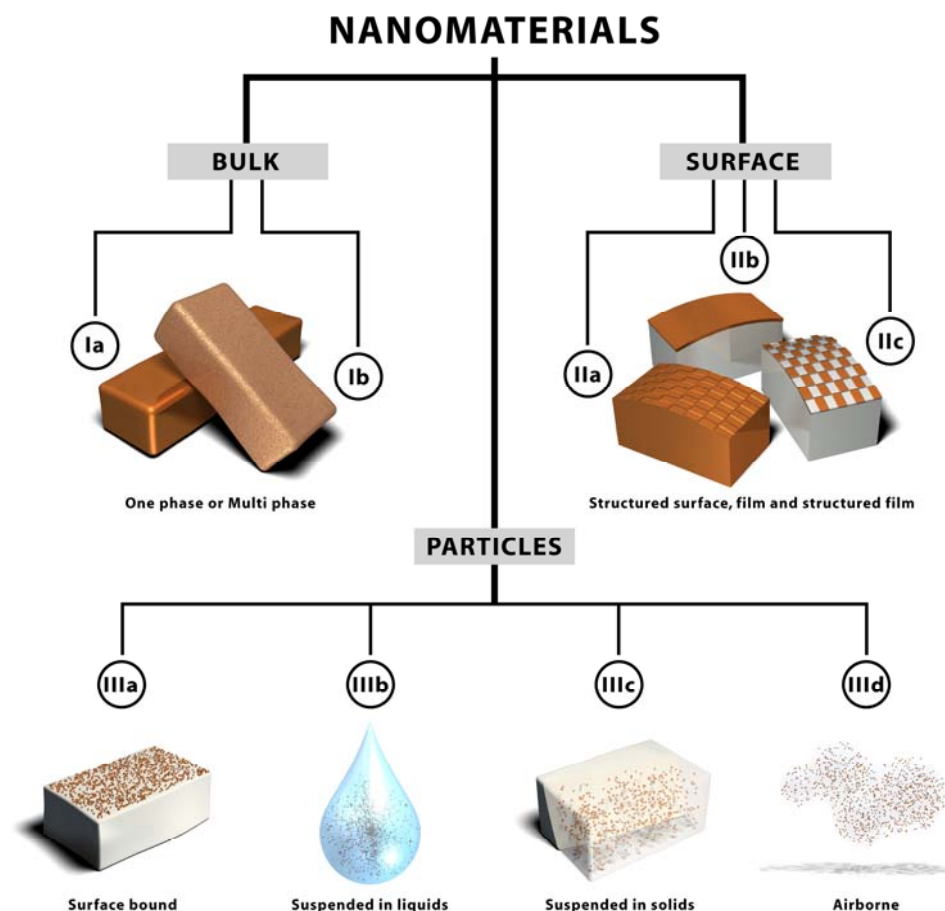 NANOMATERIALS
BULK
SURFACE
Ia
Ib
IIa
IIb
IIc
One phase or Multi phase
Structured surface, film and structured film
PARTICLES
IIIa
IIIb
IIIc
IIId
Surface bound
Suspended in liquids
Suspended in solids
Airborne